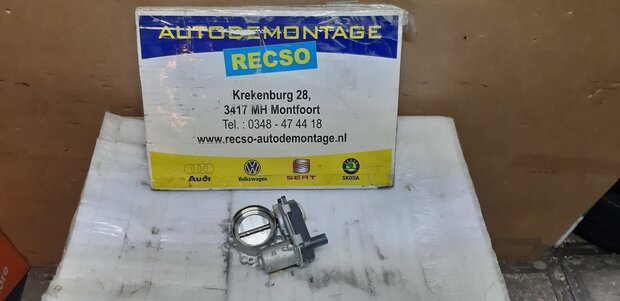 AUTODEMONTAGE
RECSO
Krekenburg 28,
3417 MH Montfoort
Tel. : 0348 - 47 44 18
www.recso-autodemontage.nl
Audi
Volkswagen
SEAT
SKODA